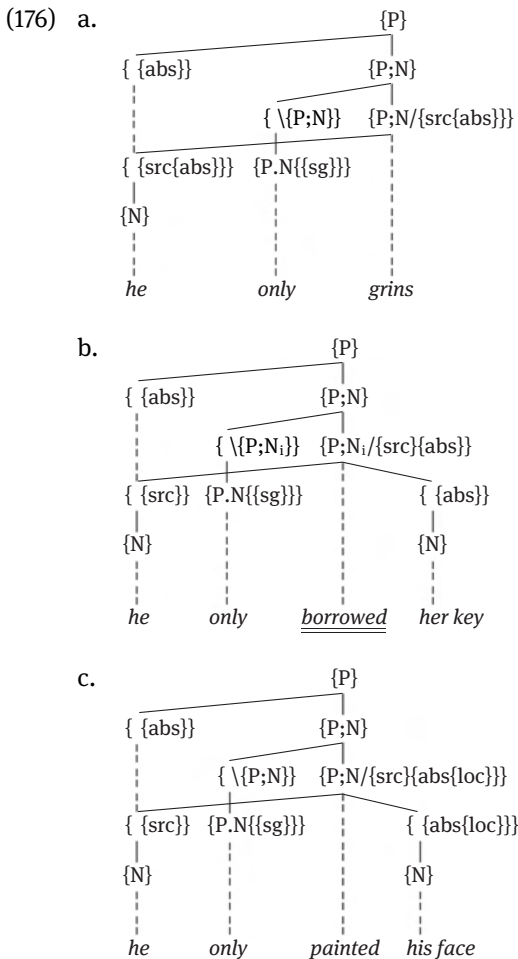 (176) a. {P}
{ {abs}} {P;N}
{ \{P;N}} {P;N/{src{abs}}}
{ {src{abs}}} {P.N{{sg}}}
{N}
he only grins
b. {P}
{ {abs}} {P;N}
{ \{P;Nᵢ}} {P;Nᵢ/{src}{abs}}
{ {src}} {P.N{{sg}}} { {abs}}
{N} {N}
he only borrowed her key
c. {P}
{ {abs}} {P;N}
{ \{P;N}} {P;N/{src}{abs{loc}}}
{ {src}} {P.N{{sg}}} { {abs{loc}}}
{N} {N}
he only painted his face